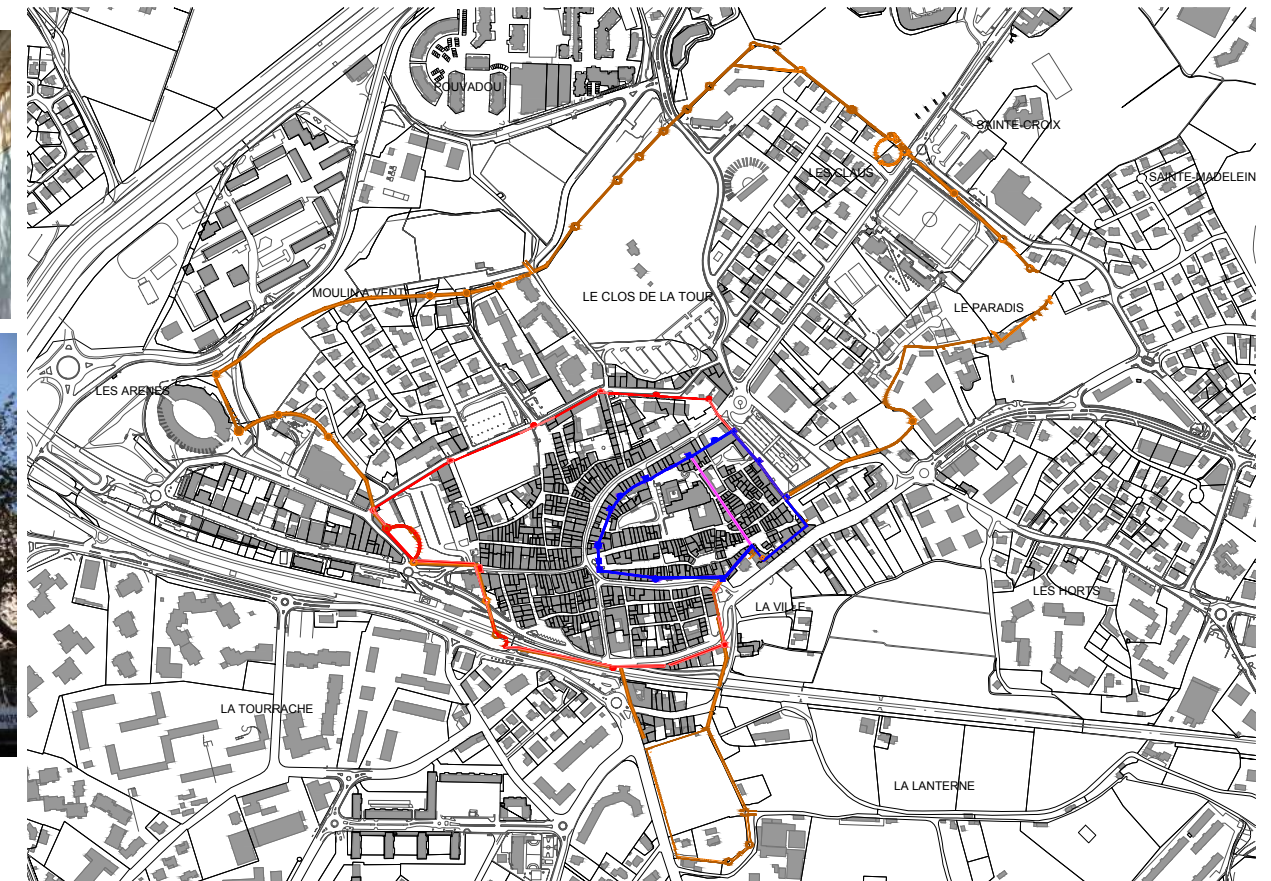 POUVADOU
SAINTE-CROIX
LES CLAUS
SAINTE-MADELEIN
MOULIN A VENT
LE CLOS DE LA TOUR
LE PARADIS
LES ARENES
LES HORTS
LA VILLE
LA TOURRACHE
LA LANTERNE